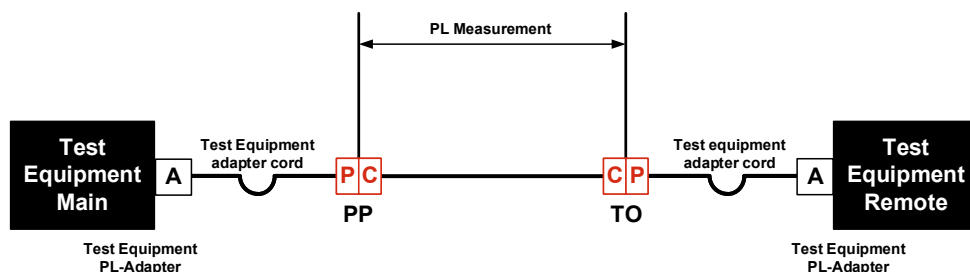 PL Measurement
Test
Equipment
Main
A
Test Equipment
adapter cord
P C
PP
C P
TO
Test equipment
adapter cord
A
Test
Equipment
Remote
Test Equipment
PL-Adapter
Test Equipment
PL-Adapter